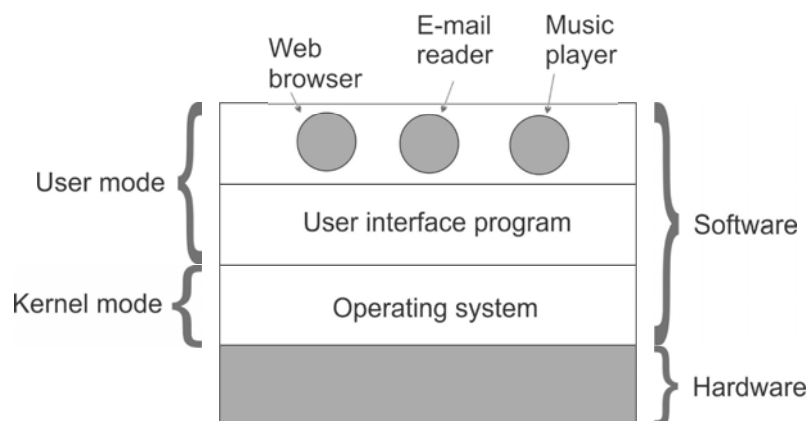 Web
browser
E-mail
reader
Music
player
User mode
User interface program
Software
Kernel mode
Operating system
Hardware